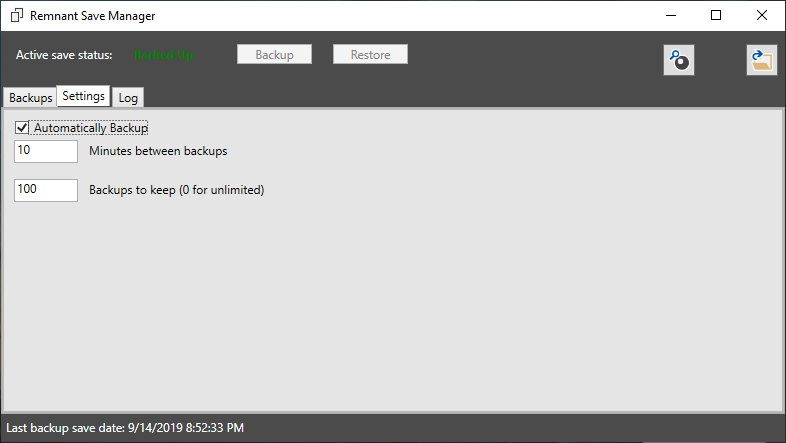 Remnant Save Manager
Active save status: Backed Up Backup Restore
Backups Settings Log
Automatically Backup
10 Minutes between backups
100 Backups to keep (0 for unlimited)
Last backup save date: 9/14/2019 8:52:33 PM